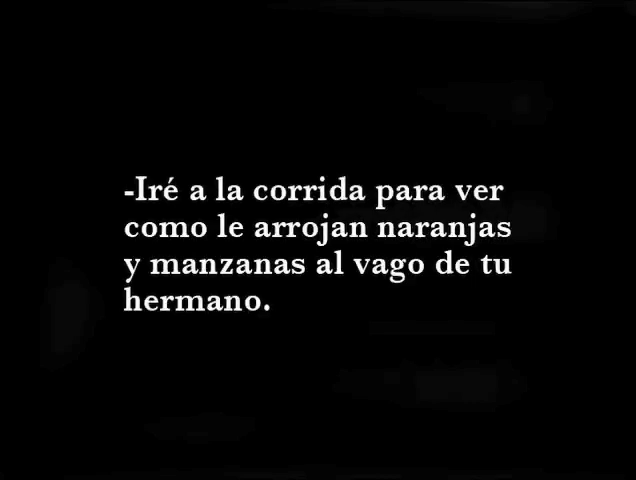 -Iré a la corrida para ver
como le arrojan naranjas
y manzanas al vago de tu
hermano.